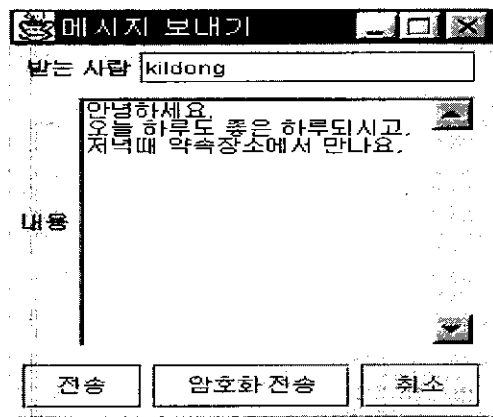 메시지 보내기
받는 사람 kildong
안녕하세요.
오늘 하루도 좋은 하루되시고,
저녁때 약속장소에서 만나요.
내용
전송 암호화 전송 취소